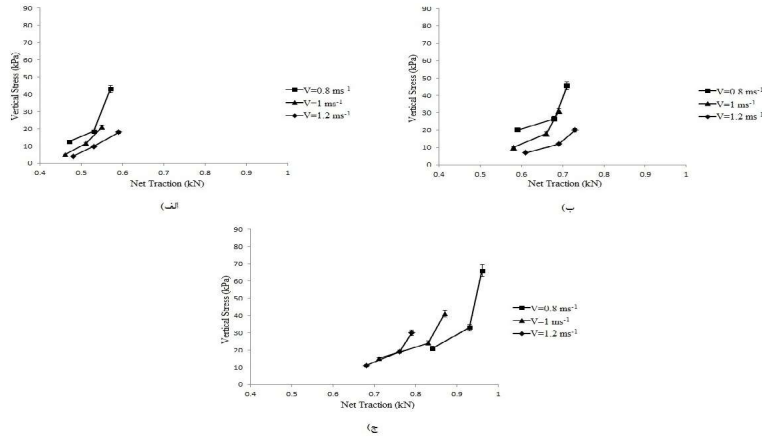 90
80
70
60
50
40
30
20
10
0
Vertical Stress (kPa)
0.4 0.5 0.6 0.7 0.8 0.9 1
Net Traction (kN)
V=0.8 ms-1
V=1 ms-1
V=1.2 ms-1
الف)
90
80
70
60
50
40
30
20
10
0
Vertical Stress (kPa)
0.4 0.5 0.6 0.7 0.8 0.9 1
Net Traction (kN)
V=0.8 ms-1
V=1 ms-1
V=1.2 ms-1
ب)
90
80
70
60
50
40
30
20
10
0
Vertical Stress (kPa)
0.4 0.5 0.6 0.7 0.8 0.9 1
Net Traction (kN)
V=0.8 ms-1
V=1 ms-1
V=1.2 ms-1
ج)